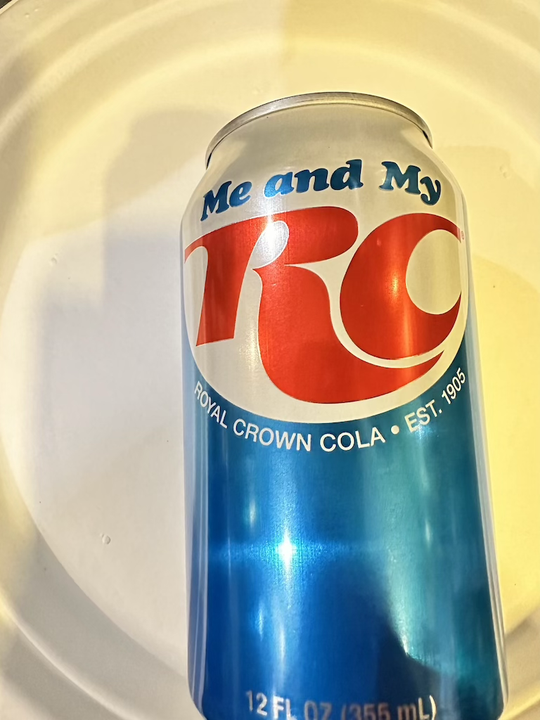 Me and My
RC
ROYAL CROWN COLA • EST. 1905
12 FL OZ (355 mL)